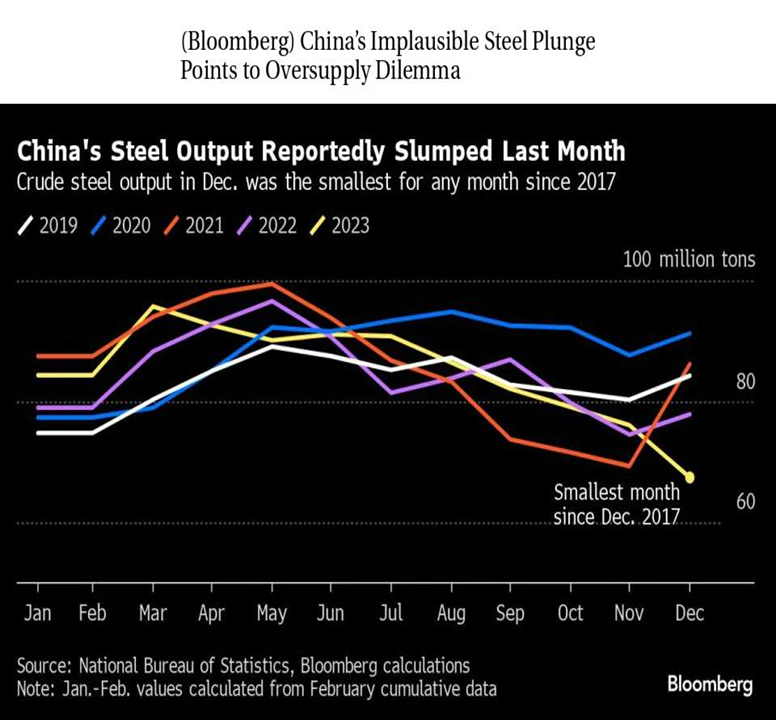 (Bloomberg) China's Implausible Steel Plunge
Points to Oversupply Dilemma
China's Steel Output Reportedly Slumped Last Month
Crude steel output in Dec. was the smallest for any month since 2017
2019 2020 2021 2022 2023
100 million tons
80
Smallest month
since Dec. 2017
60
Jan Feb Mar Apr May Jun Jul Aug Sep Oct Nov Dec
Source: National Bureau of Statistics, Bloomberg calculations
Note: Jan.-Feb. values calculated from February cumulative data
Bloomberg